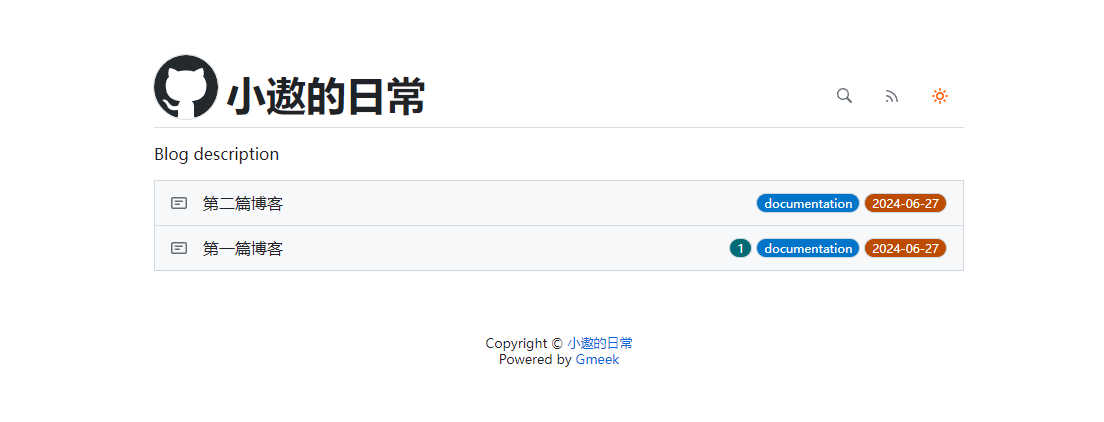 小遨的日常
Blog description
第二篇博客 documentation 2024-06-27
第一篇博客 1 documentation 2024-06-27
Copyright © 小遨的日常
Powered by Gmeek